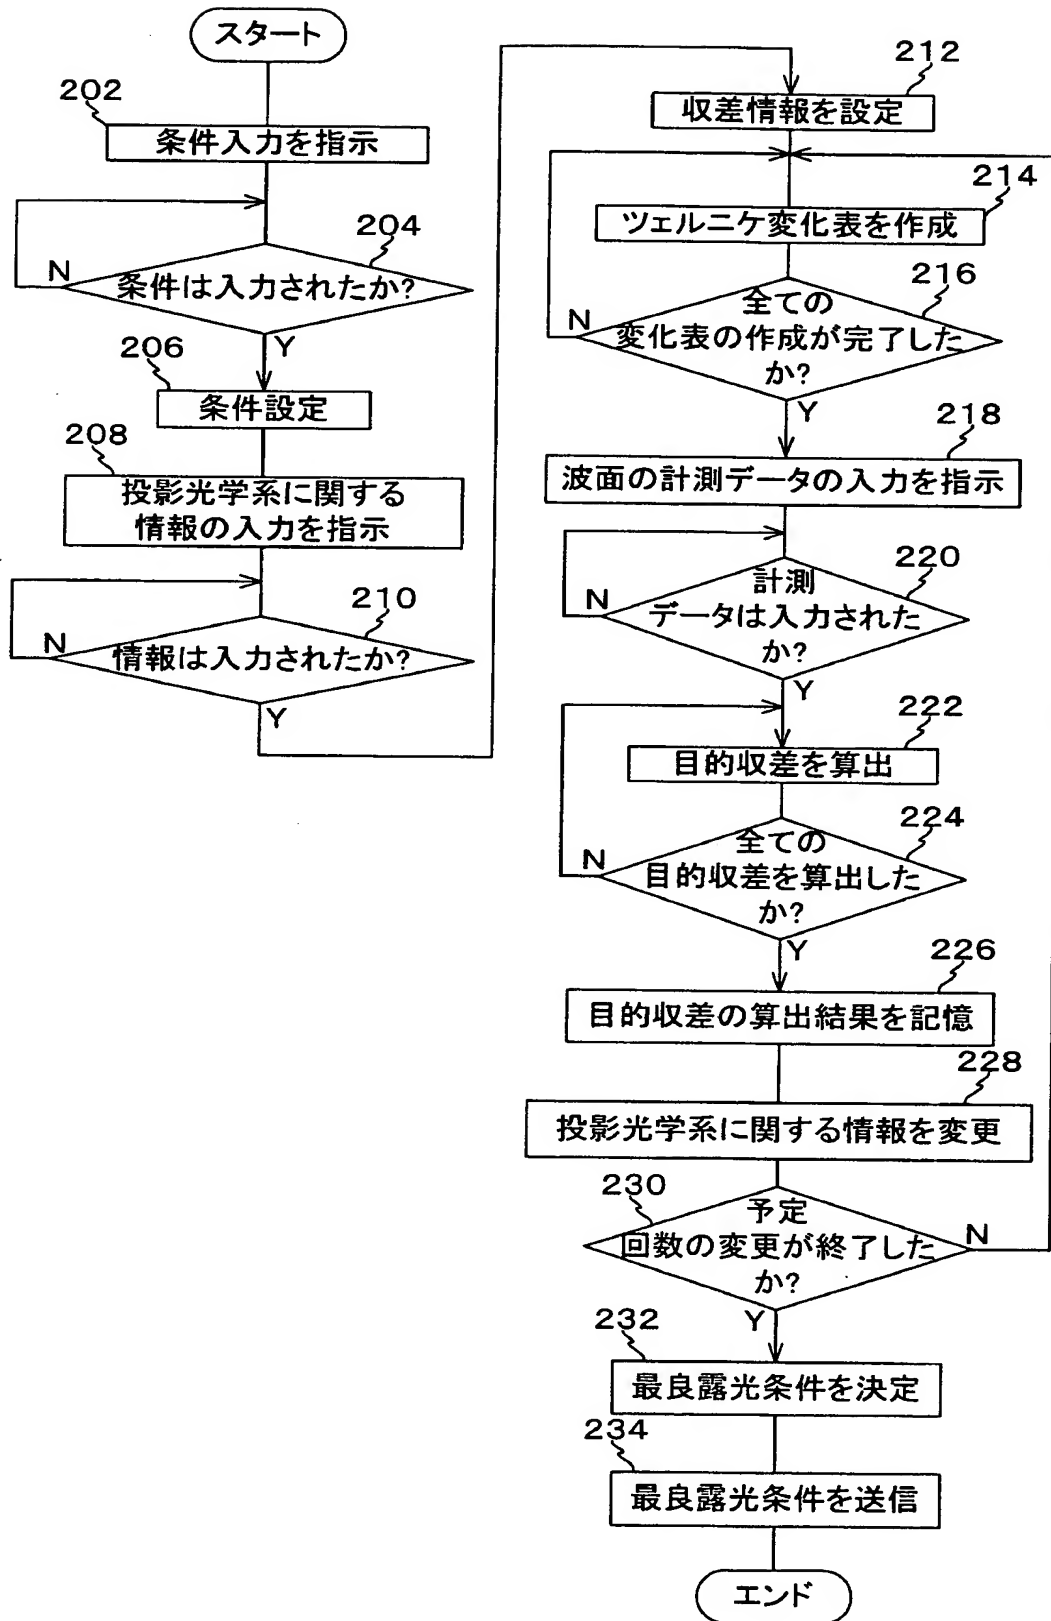 スタート
202
条件入力を指示
204
条件は入力されたか?
N
Y
206
条件設定
208
投影光学系に関する
情報の入力を指示
210
情報は入力されたか?
N
Y
212
収差情報を設定
214
ツェルニケ変化表を作成
216
全ての
変化表の作成が完了した
か?
N
Y
218
波面の計測データの入力を指示
220
計測
データは入力された
か?
N
Y
222
目的収差を算出
224
全ての
目的収差を算出した
か?
N
Y
226
目的収差の算出結果を記憶
228
投影光学系に関する情報を変更
230
予定
回数の変更が終了した
か?
N
Y
232
最良露光条件を決定
234
最良露光条件を送信
エンド